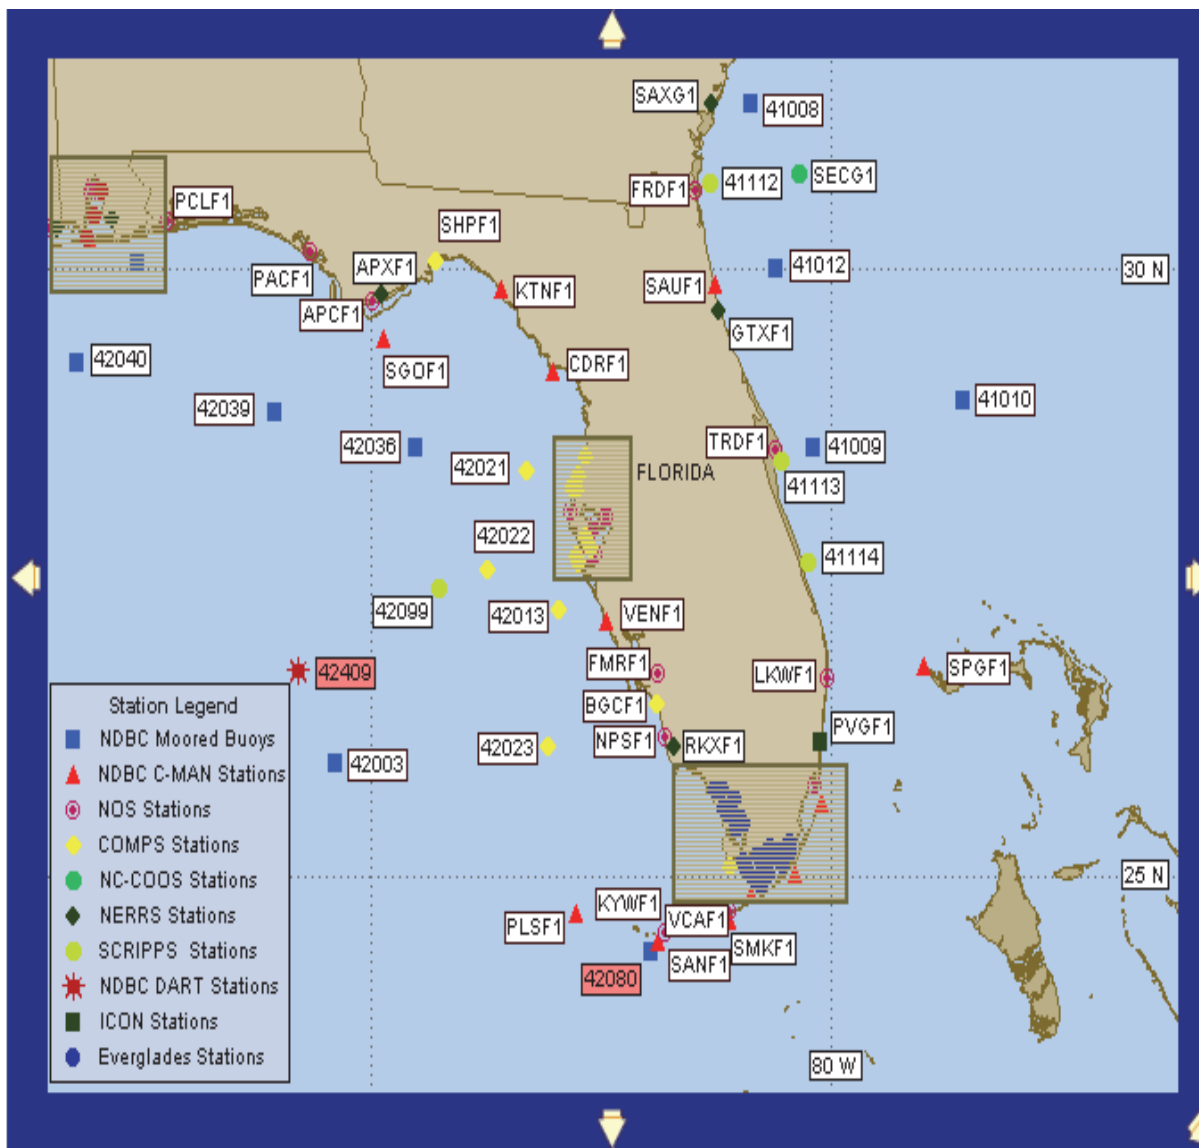 SAXG1
41008
FRDF1
41112
SECG1
PCLF1
SHPF1
PACF1
APXF1
APCF1
KTNF1
SAUF1
41012
30 N
GTXF1
SGOF1
CDRF1
42040
42039
42036
42021
TRDF1
41009
41010
FLORIDA
41113
42022
41114
42099
42013
VENF1
42409
FMRF1
LKWF1
SPGF1
BGCF1
NPSF1
RKXF1
PVGF1
42003
42023
Station Legend
NDBC Moored Buoys
NDBC C-MAN Stations
NOS Stations
COMPS Stations
NC-COOS Stations
NERRS Stations
SCRIPPS Stations
NDBC DART Stations
ICON Stations
Everglades Stations
25 N
KYWF1
PLSF1
VCAF1
SMKF1
SANF1
42080
80 W